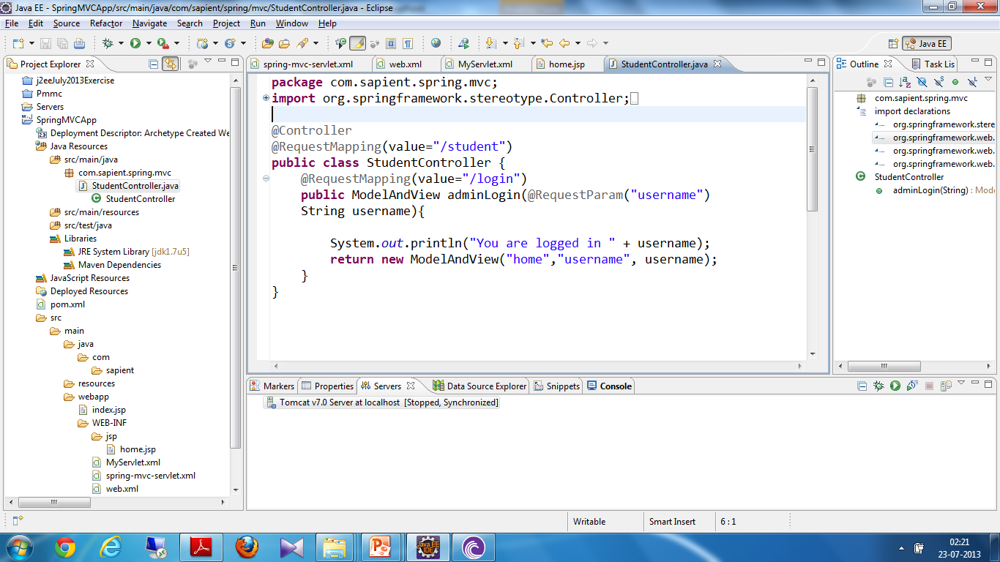 Java EE - SpringMVCApp/src/main/java/com/sapient/spring/mvc/StudentController.java - Eclipse
File Edit Source Refactor Navigate Search Project Run Window Help
Java EE
Project Explorer
j2eeJuly2013Exercise
Pmmc
Servers
SpringMVCApp
Deployment Descriptor: Archetype Created We
Java Resources
src/main/java
com.sapient.spring.mvc
StudentController.java
StudentController
src/main/resources
src/test/java
Libraries
JRE System Library [jdk1.7u5]
Maven Dependencies
JavaScript Resources
Deployed Resources
pom.xml
src
main
java
com
sapient
resources
webapp
index.jsp
WEB-INF
jsp
home.jsp
MyServlet.xml
spring-mvc-servlet.xml
web.xml
spring-mvc-servlet.xml web.xml MyServlet.xml home.jsp StudentController.java
package com.sapient.spring.mvc;
import org.springframework.stereotype.Controller;
@Controller
@RequestMapping(value="/student")
public class StudentController {
@RequestMapping(value="/login")
public ModelAndView adminLogin(@RequestParam("username")
String username){
System.out.println("You are logged in " + username);
return new ModelAndView("home","username", username);
}
}
Outline Task Lis
com.sapient.spring.mvc
import declarations
org.springframework.stere
org.springframework.web.
org.springframework.web.
org.springframework.web.
StudentController
adminLogin(String) : Mode
Markers Properties Servers Data Source Explorer Snippets Console
Tomcat v7.0 Server at localhost [Stopped, Synchronized]
Writable Smart Insert 6 : 1
Java EE
IDE
02:21
23-07-2013